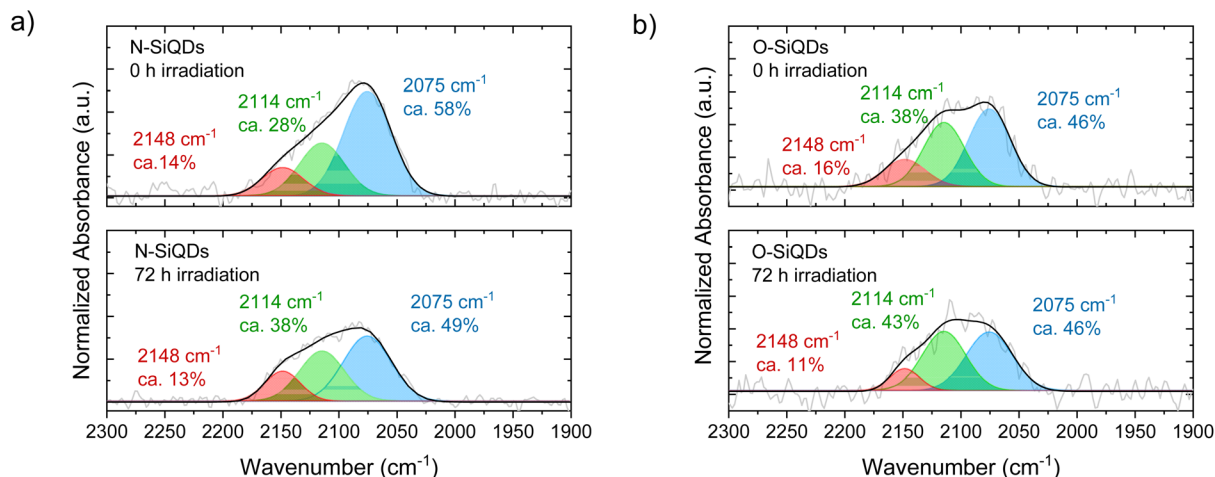 a)
Normalized Absorbance (a.u.)
N-SiQDs
0 h irradiation
2148 cm⁻¹
ca.14%
2114 cm⁻¹
ca. 28%
2075 cm⁻¹
ca. 58%
N-SiQDs
72 h irradiation
2148 cm⁻¹
ca. 13%
2114 cm⁻¹
ca. 38%
2075 cm⁻¹
ca. 49%
2300 2250 2200 2150 2100 2050 2000 1950 1900
Wavenumber (cm⁻¹)
b)
Normalized Absorbance (a.u.)
O-SiQDs
0 h irradiation
2148 cm⁻¹
ca. 16%
2114 cm⁻¹
ca. 38%
2075 cm⁻¹
ca. 46%
O-SiQDs
72 h irradiation
2148 cm⁻¹
ca. 11%
2114 cm⁻¹
ca. 43%
2075 cm⁻¹
ca. 46%
2300 2250 2200 2150 2100 2050 2000 1950 1900
Wavenumber (cm⁻¹)